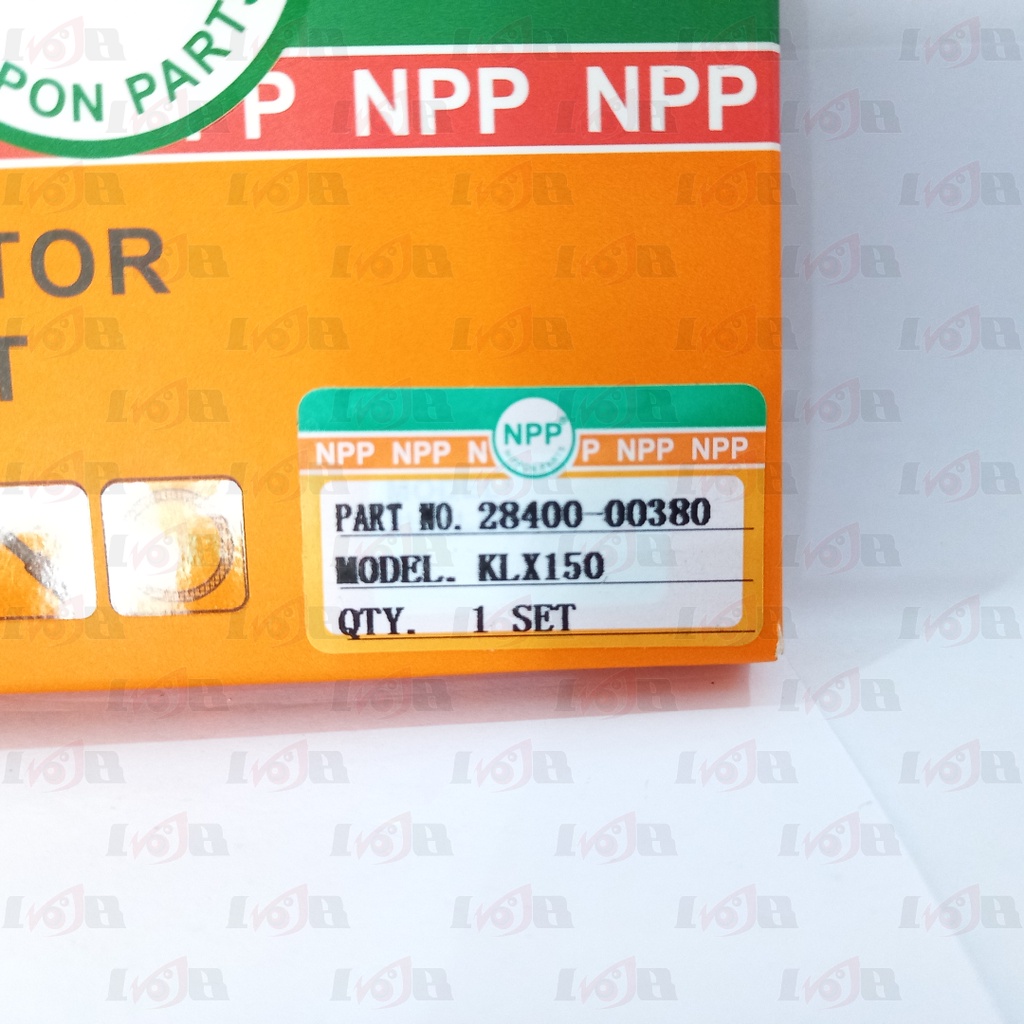 PON PARTS
P NPP NPP
TOR
T
NPP NPP N P NPP NPP
NPP
PART NO. 28400-00380
MODEL. KLX150
QTY. 1 SET